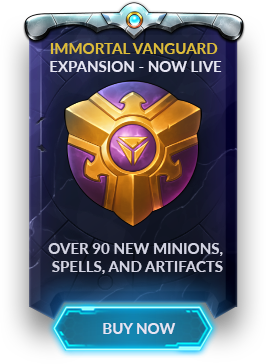 IMMORTAL VANGUARD
EXPANSION - NOW LIVE
OVER 90 NEW MINIONS,
SPELLS, AND ARTIFACTS
BUY NOW